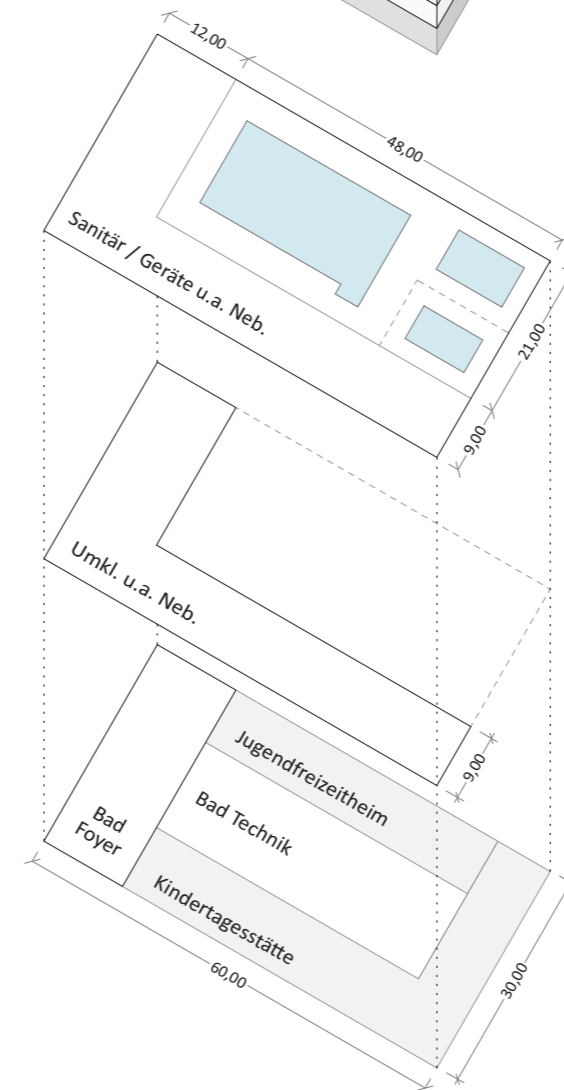 12,00
48,00
Sanitär / Geräte u.a. Neb.
21,00
9,00
Umkl. u.a. Neb.
9,00
Jugendfreizeitheim
Bad Technik
Bad
Foyer
Kindertagesstätte
60,00
30,00